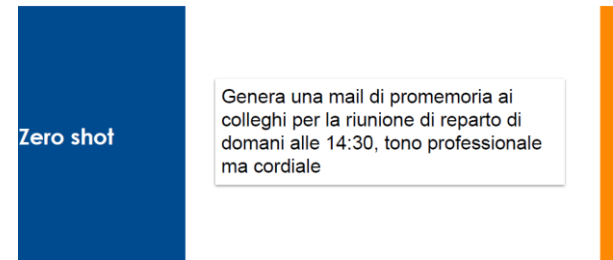 Zero shot
Genera una mail di promemoria ai
colleghi per la riunione di reparto di
domani alle 14:30, tono professionale
ma cordiale